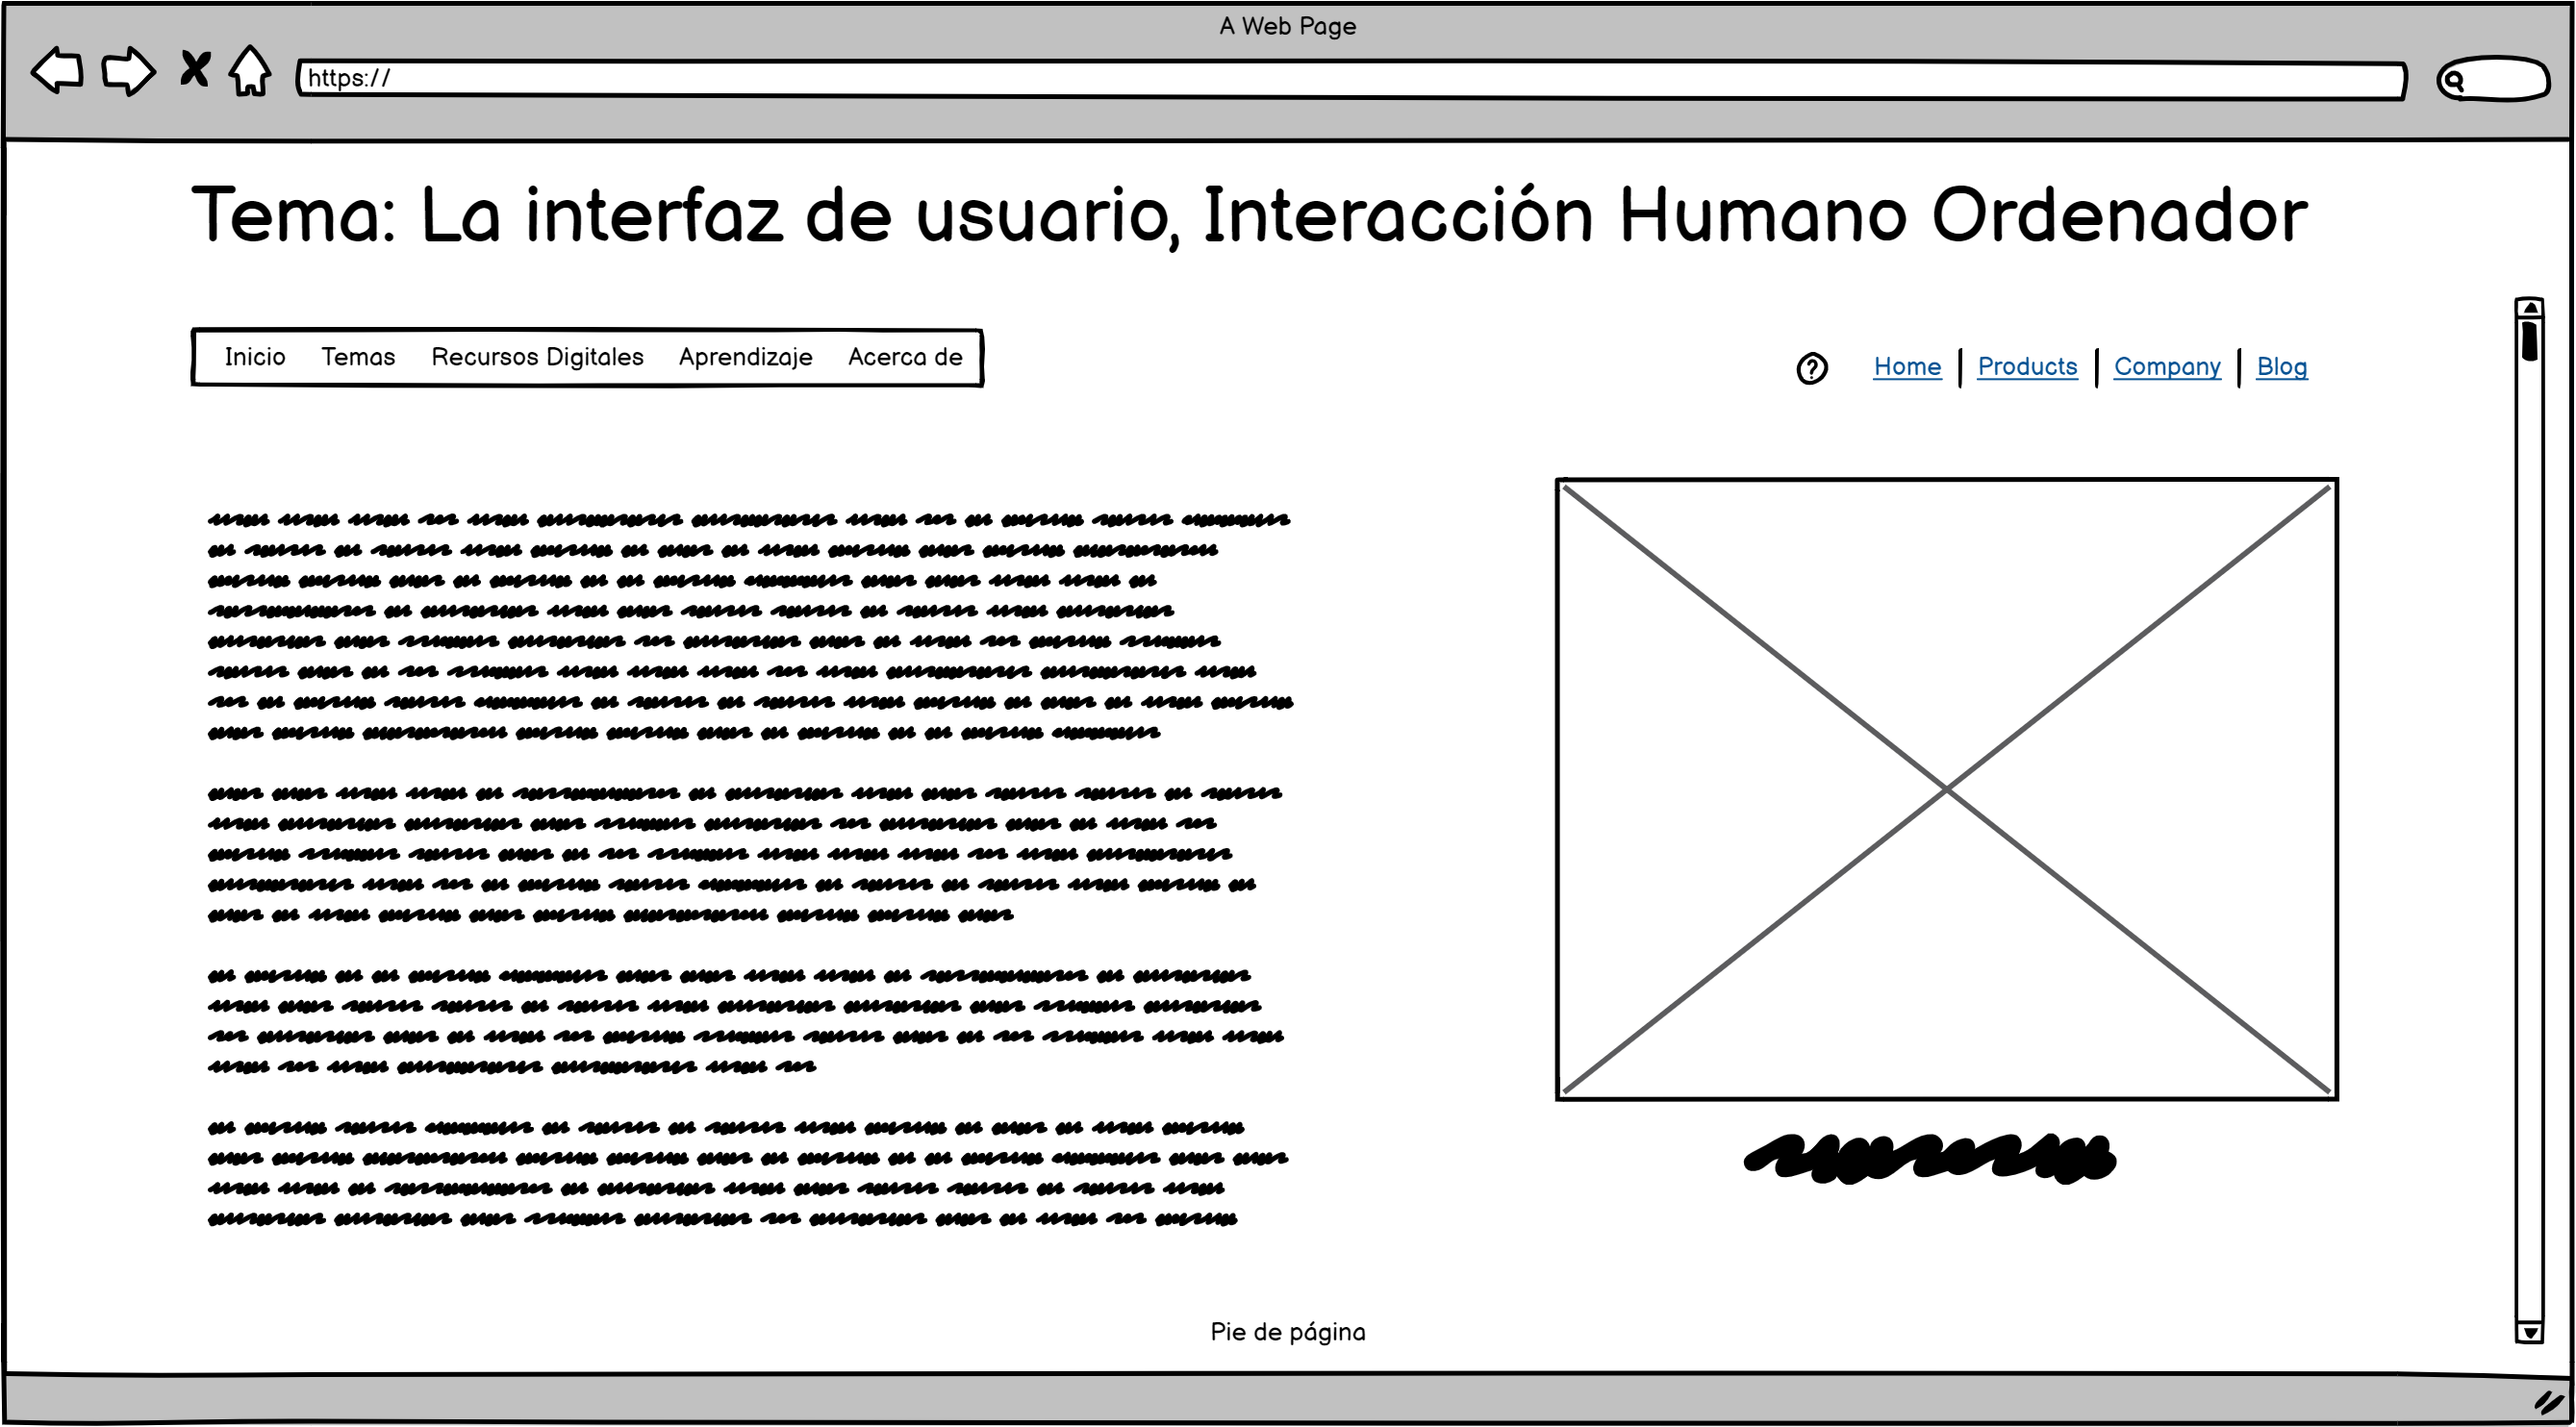 A Web Page
https://
Tema: La interfaz de usuario, Interacción Humano Ordenador
Inicio Temas Recursos Digitales Aprendizaje Acerca de
? Home | Products | Company | Blog
Pie de página